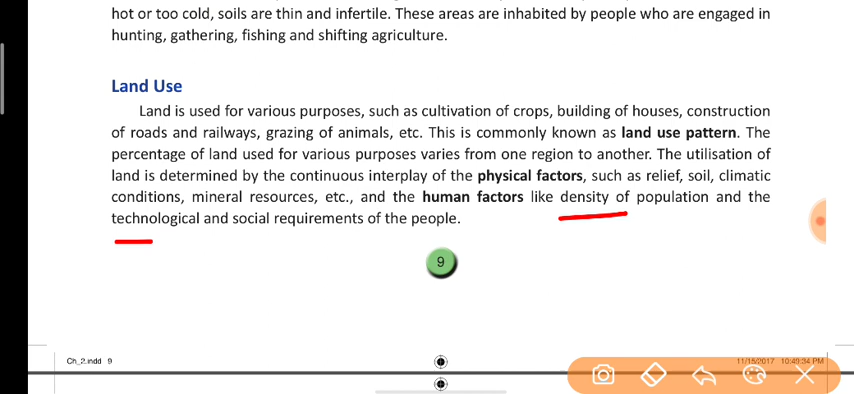 hot or too cold, soils are thin and infertile. These areas are inhabited by people who are engaged in
hunting, gathering, fishing and shifting agriculture.
Land Use
Land is used for various purposes, such as cultivation of crops, building of houses, construction
of roads and railways, grazing of animals, etc. This is commonly known as land use pattern. The
percentage of land used for various purposes varies from one region to another. The utilisation of
land is determined by the continuous interplay of the physical factors, such as relief, soil, climatic
conditions, mineral resources, etc., and the human factors like density of population and the
technological and social requirements of the people.
9
Ch_2.indd 9
11/15/2017 10:49:34 PM